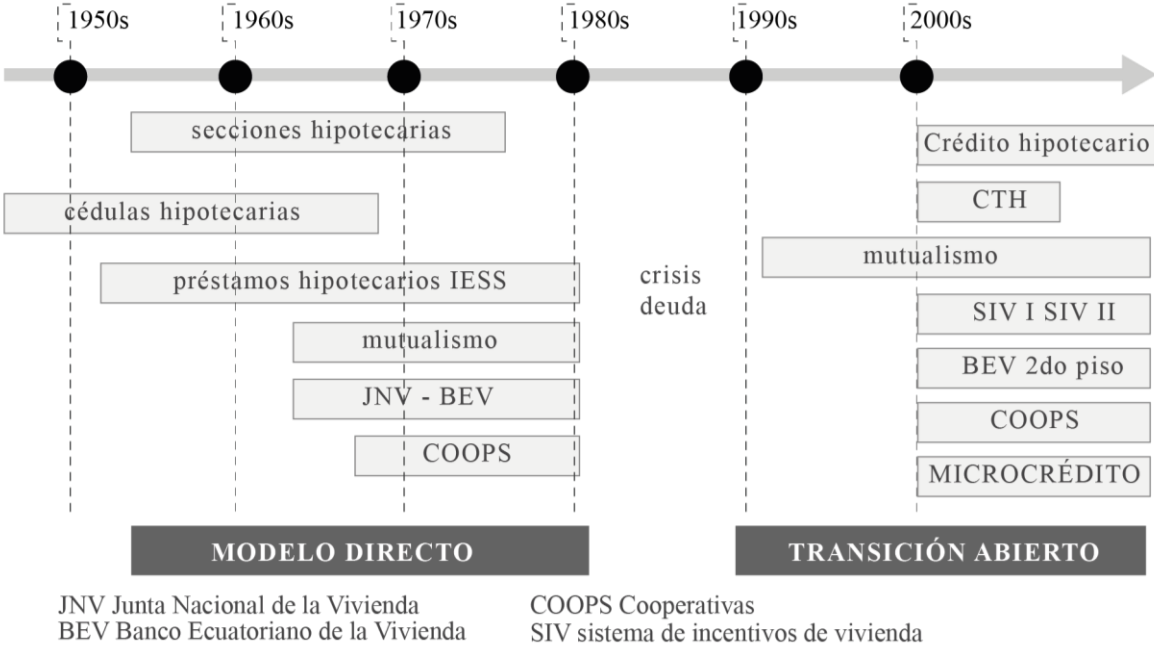 1950s
1960s
1970s
1980s
1990s
2000s
secciones hipotecarias
Crédito hipotecario
cédulas hipotecarias
CTH
mutualismo
préstamos hipotecarios IESS
crisis
deuda
SIV I SIV II
mutualismo
BEV 2do piso
JNV - BEV
COOPS
COOPS
MICROCRÉDITO
MODELO DIRECTO
TRANSICIÓN ABIERTO
JNV Junta Nacional de la Vivienda
BEV Banco Ecuatoriano de la Vivienda
COOPS Cooperativas
SIV sistema de incentivos de vivienda